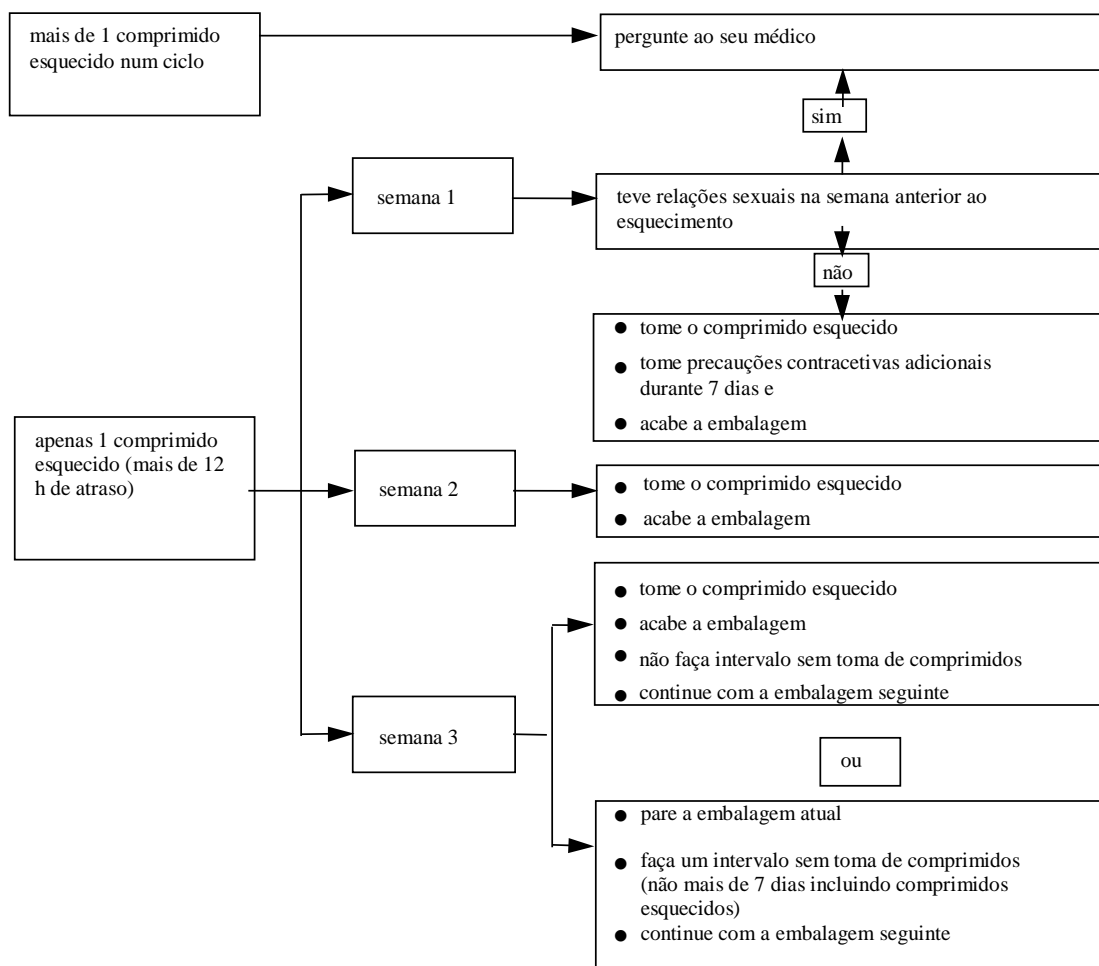 mais de 1 comprimido
esquecido num ciclo
pergunte ao seu médico
sim
semana 1
teve relações sexuais na semana anterior ao
esquecimento
não
● tome o comprimido esquecido
● tome precauções contracetivas adicionais
durante 7 dias e
● acabe a embalagem
apenas 1 comprimido
esquecido (mais de 12
h de atraso)
semana 2
● tome o comprimido esquecido
● acabe a embalagem
semana 3
● tome o comprimido esquecido
● acabe a embalagem
● não faça intervalo sem toma de comprimidos
● continue com a embalagem seguinte
ou
● pare a embalagem atual
● faça um intervalo sem toma de comprimidos
(não mais de 7 dias incluindo comprimidos
esquecidos)
● continue com a embalagem seguinte